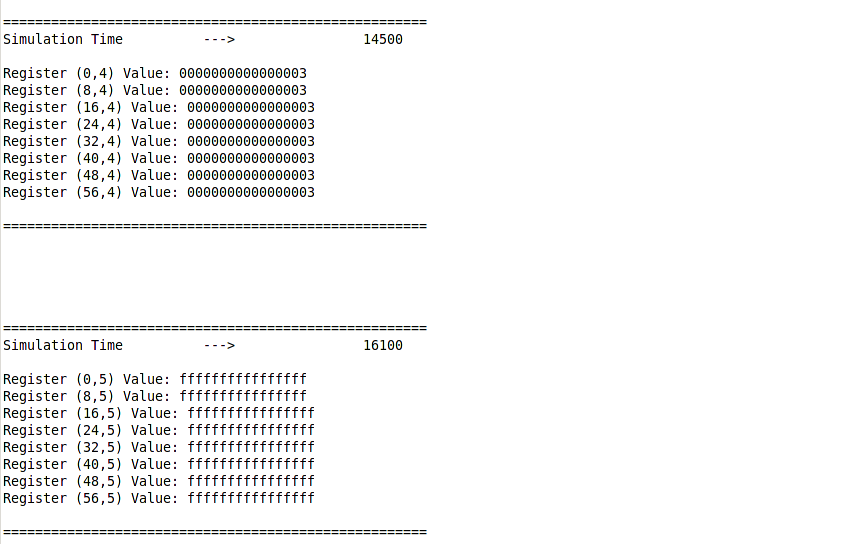 =====================================================
Simulation Time          --->                14500
Register (0,4) Value: 0000000000000003
Register (8,4) Value: 0000000000000003
Register (16,4) Value: 0000000000000003
Register (24,4) Value: 0000000000000003
Register (32,4) Value: 0000000000000003
Register (40,4) Value: 0000000000000003
Register (48,4) Value: 0000000000000003
Register (56,4) Value: 0000000000000003
=====================================================
=====================================================
Simulation Time          --->                16100
Register (0,5) Value: ffffffffffffffff
Register (8,5) Value: ffffffffffffffff
Register (16,5) Value: ffffffffffffffff
Register (24,5) Value: ffffffffffffffff
Register (32,5) Value: ffffffffffffffff
Register (40,5) Value: ffffffffffffffff
Register (48,5) Value: ffffffffffffffff
Register (56,5) Value: ffffffffffffffff
=====================================================